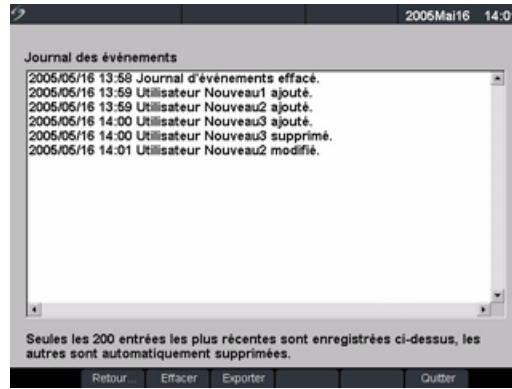 2005Mai16 14:0
Journal des événements
2005/05/16 13:58 Journal d'événements effacé.
2005/05/16 13:59 Utilisateur Nouveau1 ajouté.
2005/05/16 13:59 Utilisateur Nouveau2 ajouté.
2005/05/16 14:00 Utilisateur Nouveau3 ajouté.
2005/05/16 14:00 Utilisateur Nouveau3 supprimé.
2005/05/16 14:01 Utilisateur Nouveau2 modifié.
Seules les 200 entrées les plus récentes sont enregistrées ci-dessus, les
autres sont automatiquement supprimées.
Retour... Effacer Exporter Quitter